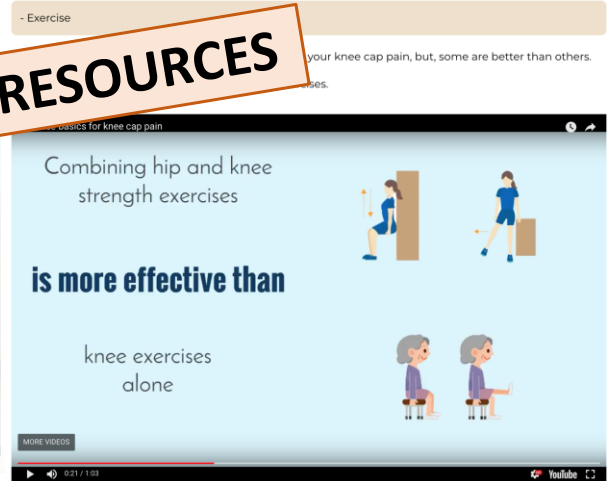 - Exercise
RESOURCES
your knee cap pain, but, some are better than others.
basics for knee cap pain
Combining hip and knee
strength exercises
is more effective than
knee exercises
alone
MORE VIDEOS
0:21 / 1:03
YouTube